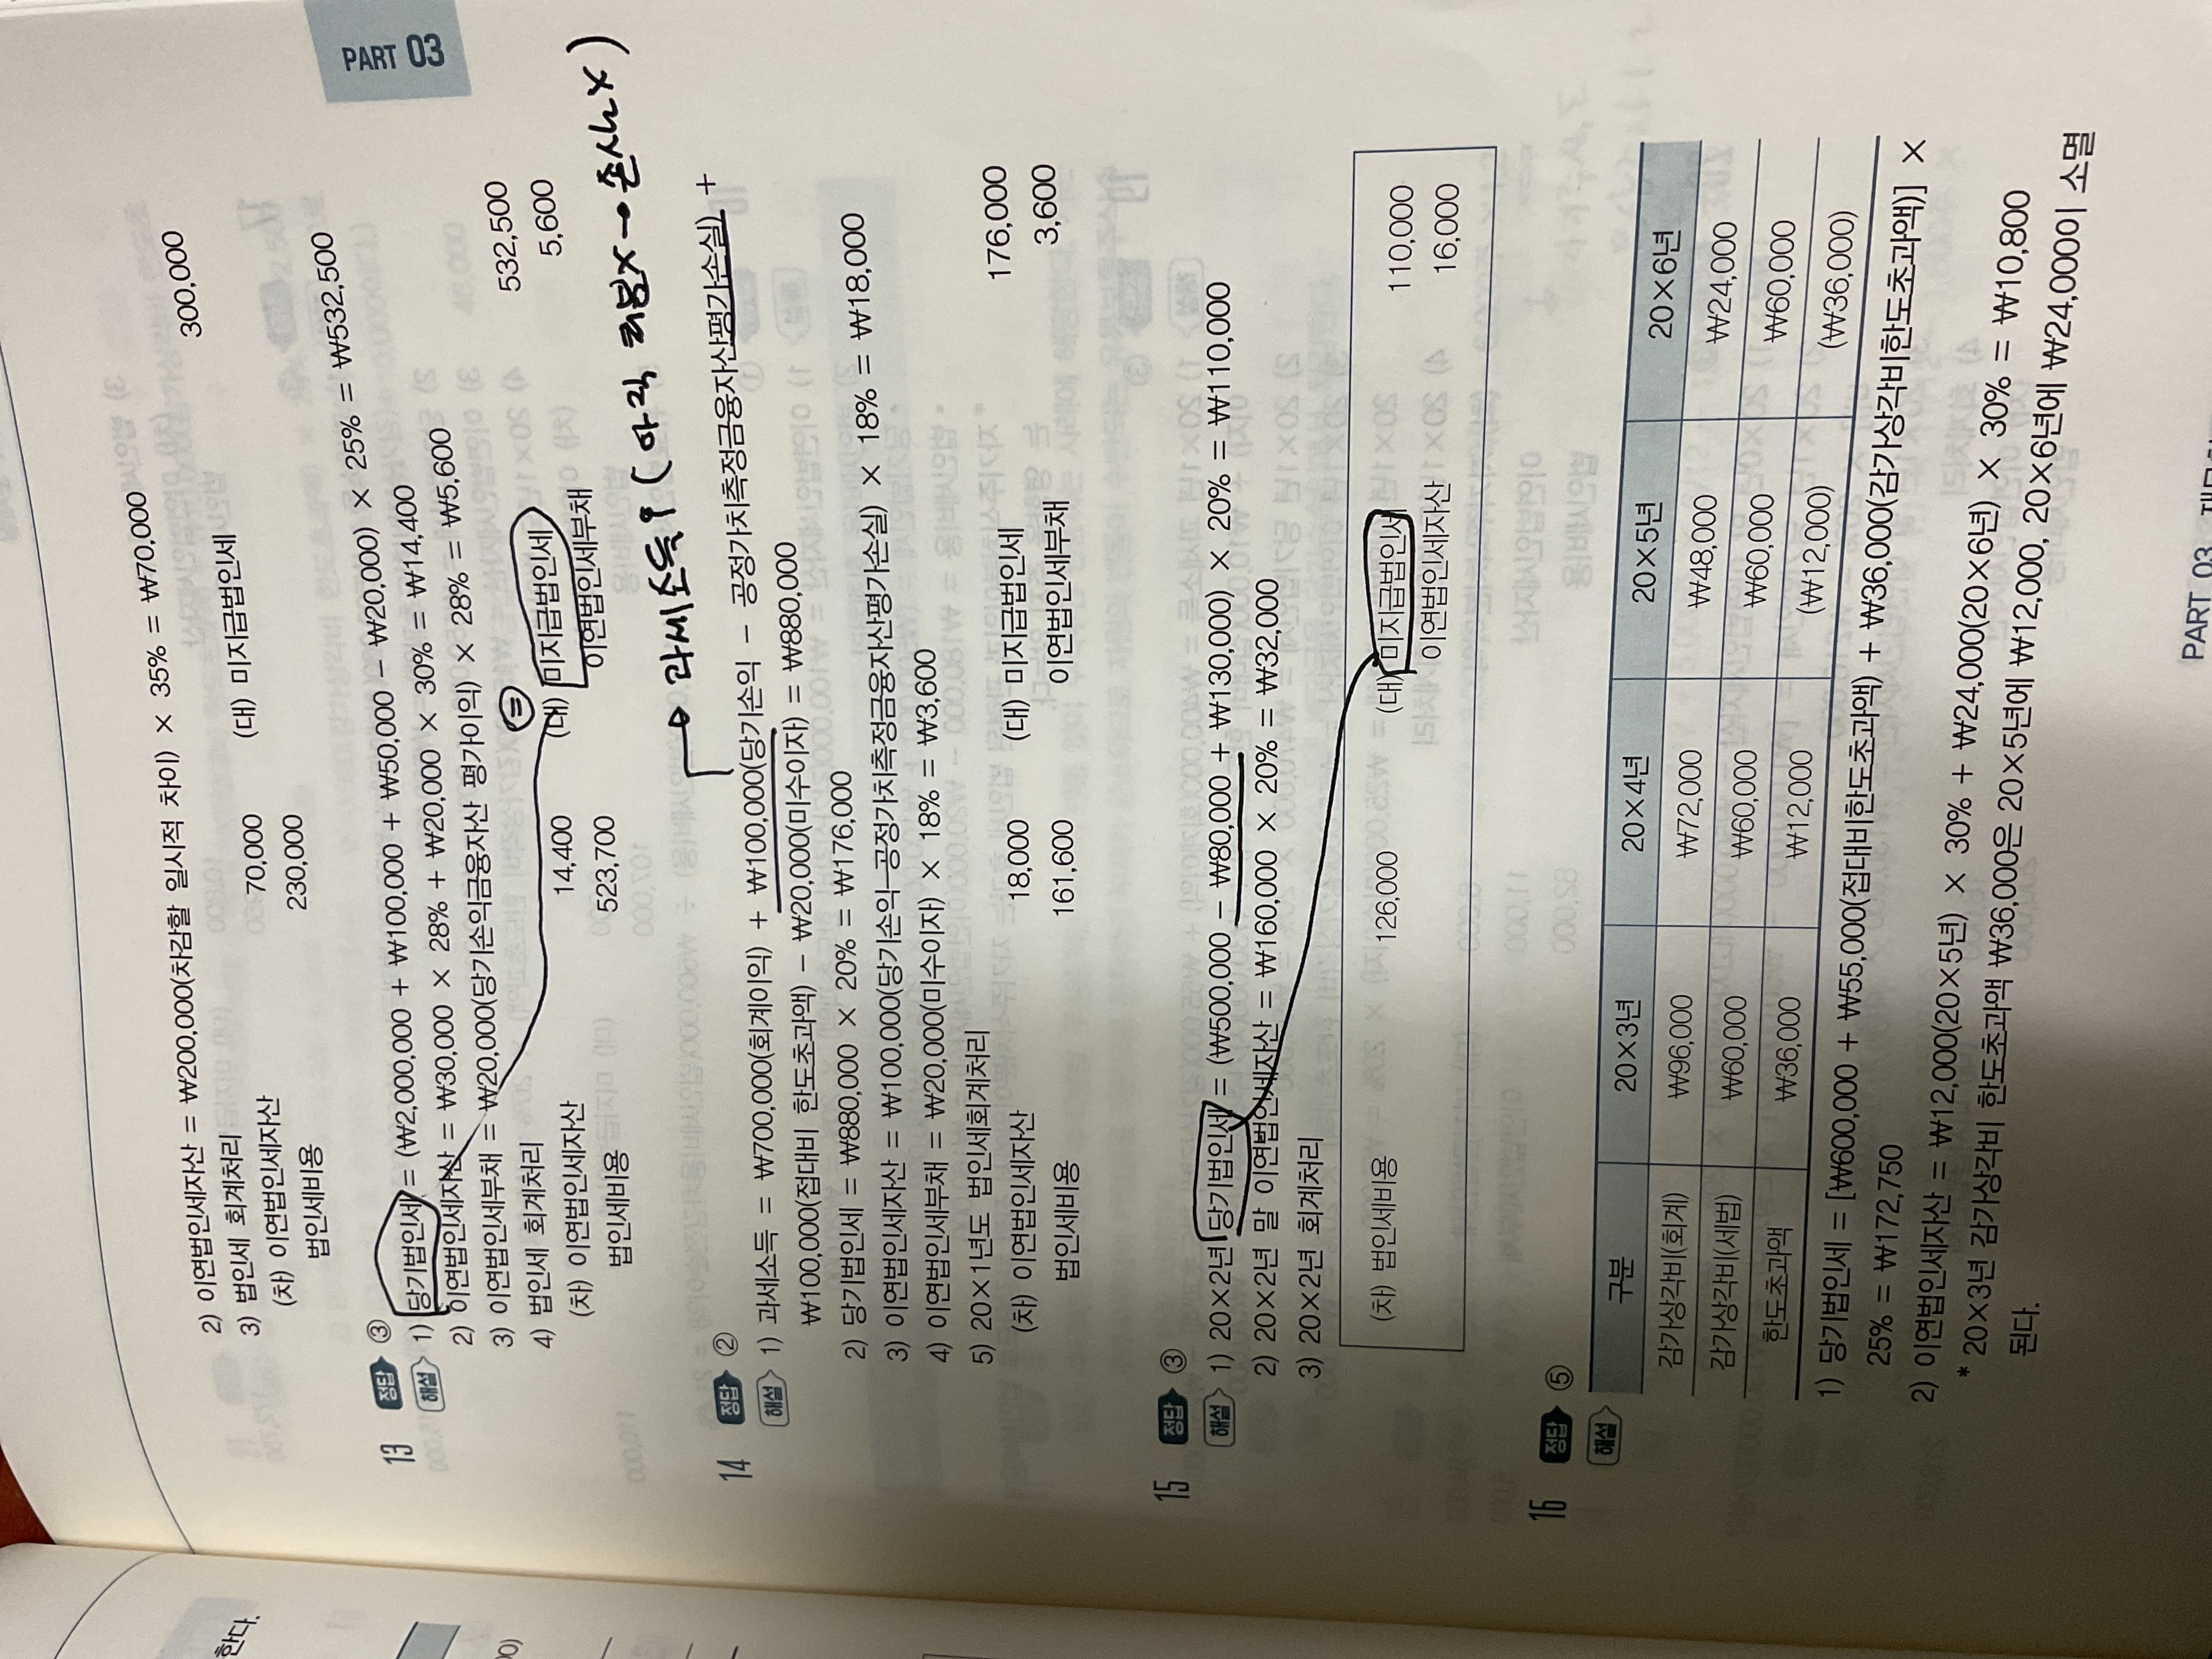 PART 03
2) 이연법인세자산 = ₩200,000(차감할 일시적 차이) × 35% = ₩70,000
3) 법인세 회계처리
(차) 이연법인세자산 70,000 (대) 미지급법인세 300,000
법인세비용 230,000
13 정답 ③
해설 1) 당기법인세 = (₩2,000,000 + ₩100,000 + ₩50,000 − ₩20,000) × 25% = ₩532,500
2) 이연법인세자산 = ₩30,000 × 28% + ₩20,000 × 30% = ₩14,400
3) 이연법인세부채 = ₩20,000(당기손익금융자산 평가이익) × 28% = ₩5,600
4) 법인세 회계처리
=
(차) 이연법인세자산 14,400 (대) 미지급법인세 532,500
법인세비용 523,700 이연법인세부채 5,600
→ 과세소득↑ (아직 처분X → 손실X)
14 정답 ②
해설 1) 과세소득 = ₩700,000(회계이익) + ₩100,000(당기손익 − 공정가치측정금융자산평가손실) +
₩100,000(접대비 한도초과액) − ₩20,000(미수이자) = ₩880,000
2) 당기법인세 = ₩880,000 × 20% = ₩176,000
3) 이연법인세자산 = ₩100,000(당기손익−공정가치측정금융자산평가손실) × 18% = ₩18,000
4) 이연법인세부채 = ₩20,000(미수이자) × 18% = ₩3,600
5) 20×1년도 법인세회계처리
(차) 이연법인세자산 18,000 (대) 미지급법인세 176,000
법인세비용 161,600 이연법인세부채 3,600
15 정답 ③
해설 1) 20×2년 당기법인세 = (₩500,000 − ₩80,000 + ₩130,000) × 20% = ₩110,000
2) 20×2년 말 이연법인세자산 = ₩160,000 × 20% = ₩32,000
3) 20×2년 회계처리
(차) 법인세비용 126,000 (대) 미지급법인세 110,000
이연법인세자산 16,000
16 정답 ⑤
해설
구분 20×3년 20×4년 20×5년 20×6년
감가상각비(회계) ₩96,000 ₩72,000 ₩48,000 ₩24,000
감가상각비(세법) ₩60,000 ₩60,000 ₩60,000 ₩60,000
한도초과액 ₩36,000 ₩12,000 (₩12,000) (₩36,000)
1) 당기법인세 = [₩600,000 + ₩55,000(접대비한도초과액) + ₩36,000(감가상각비한도초과액)] ×
25% = ₩172,750
2) 이연법인세자산 = ₩12,000(20×5년) × 30% + ₩24,000(20×6년) × 30% = ₩10,800
* 20×3년 감가상각비 한도초과액 ₩36,000은 20×5년에 ₩12,000, 20×6년에 ₩24,000이 소멸
된다.
PART 03
한다.